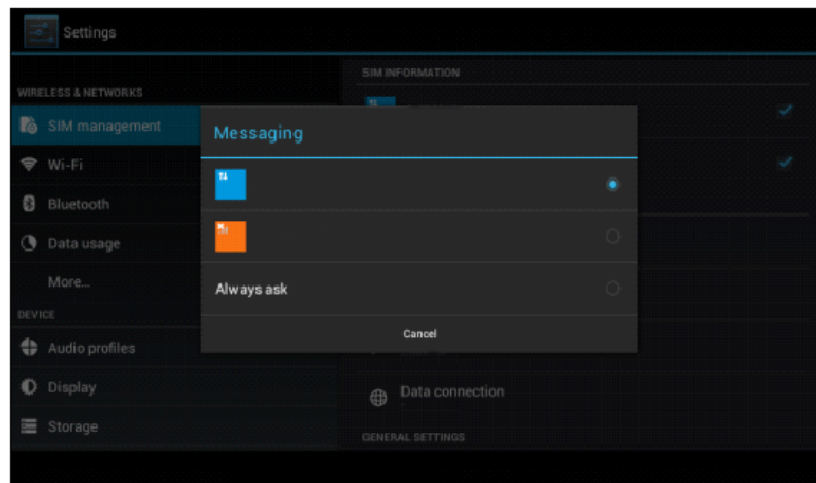 Settings
WIRELESS & NETWORKS
SIM management
Wi-Fi
Bluetooth
Data usage
More...
DEVICE
Audio profiles
Display
Storage
SIM INFORMATION
Messaging
Always ask
Cancel
Data connection
GENERAL SETTINGS